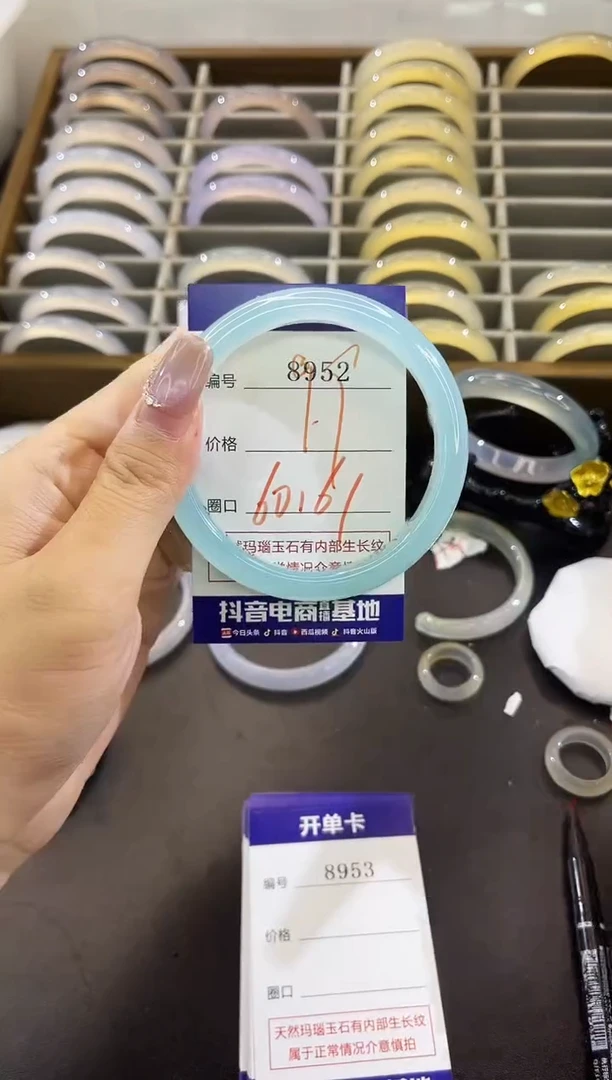 编号 8952
价格
圈口
然玛瑙玉石有内部生长纹
抖音电商直播基地
今日头条 抖音 西瓜视频 抖音火山版
开单卡
编号 8953
价格
圈口
天然玛瑙玉石有内部生长纹
属于正常情况介意慎拍